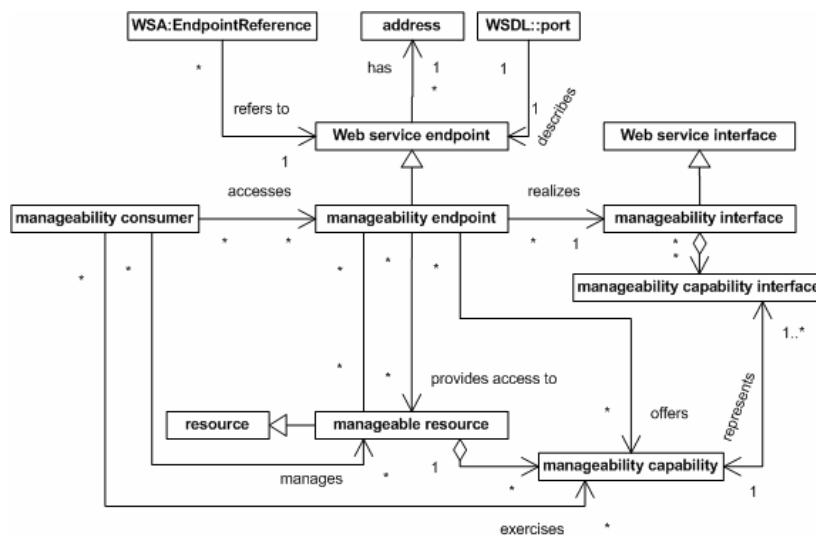 WSA:EndpointReference
address
WSDL::port
*
has
1
1
*
refers to
1
describes
1
Web service endpoint
Web service interface
accesses
realizes
manageability consumer
manageability endpoint
manageability interface
*
*
*
1
*
*
*
*
*
*
*
manageability capability interface
1..*
*
*
provides access to
represents
*
offers
resource
manageable resource
manages
*
1
manageability capability
*
1
exercises
*